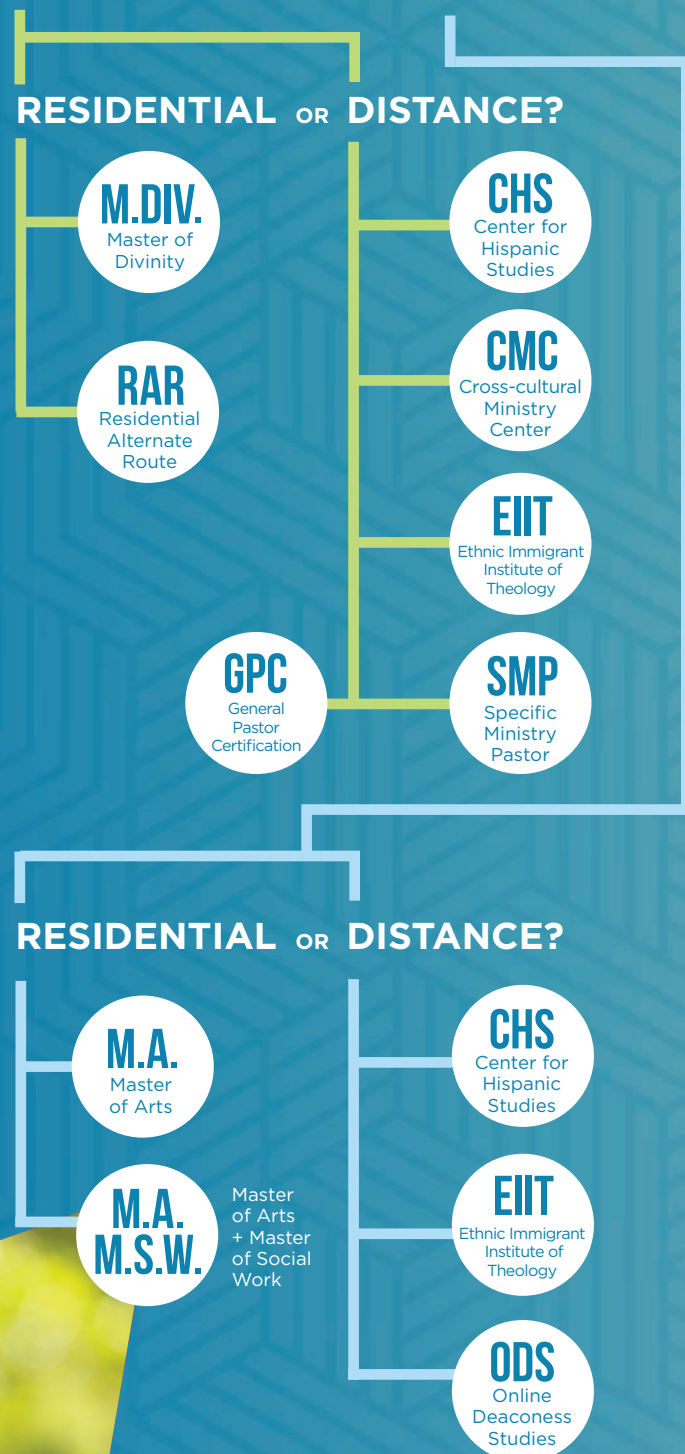 RESIDENTIAL OR DISTANCE?
M.DIV.
Master of
Divinity
RAR
Residential
Alternate
Route
CHS
Center for
Hispanic
Studies
CMC
Cross-cultural
Ministry
Center
EIIT
Ethnic Immigrant
Institute of
Theology
GPC
General
Pastor
Certification
SMP
Specific
Ministry
Pastor
RESIDENTIAL OR DISTANCE?
M.A.
Master
of Arts
M.A.
M.S.W.
Master
of Arts
+ Master
of Social
Work
CHS
Center for
Hispanic
Studies
EIIT
Ethnic Immigrant
Institute of
Theology
ODS
Online
Deaconess
Studies